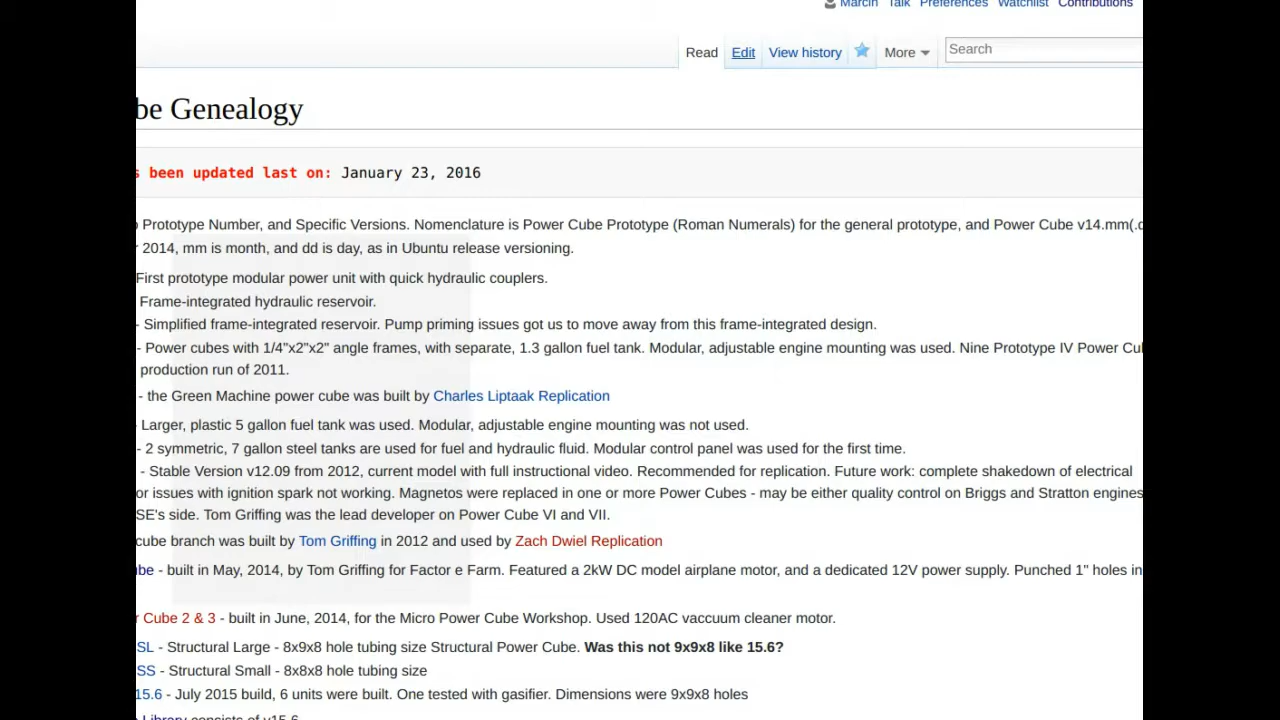 Marcin Talk Preferences Watchlist Contributions
Read Edit View history More Search
be Genealogy
s been updated last on: January 23, 2016
Prototype Number, and Specific Versions. Nomenclature is Power Cube Prototype (Roman Numerals) for the general prototype, and Power Cube v14.mm(.d
2014, mm is month, and dd is day, as in Ubuntu release versioning.
First prototype modular power unit with quick hydraulic couplers.
Frame-integrated hydraulic reservoir.
- Simplified frame-integrated reservoir. Pump priming issues got us to move away from this frame-integrated design.
- Power cubes with 1/4"x2"x2" angle frames, with separate, 1.3 gallon fuel tank. Modular, adjustable engine mounting was used. Nine Prototype IV Power Cu
production run of 2011.
- the Green Machine power cube was built by Charles Liptaak Replication
Larger, plastic 5 gallon fuel tank was used. Modular, adjustable engine mounting was not used.
- 2 symmetric, 7 gallon steel tanks are used for fuel and hydraulic fluid. Modular control panel was used for the first time.
- Stable Version v12.09 from 2012, current model with full instructional video. Recommended for replication. Future work: complete shakedown of electrical
or issues with ignition spark not working. Magnetos were replaced in one or more Power Cubes - may be either quality control on Briggs and Stratton engines
SE's side. Tom Griffing was the lead developer on Power Cube VI and VII.
cube branch was built by Tom Griffing in 2012 and used by Zach Dwiel Replication
be - built in May, 2014, by Tom Griffing for Factor e Farm. Featured a 2kW DC model airplane motor, and a dedicated 12V power supply. Punched 1" holes in
r Cube 2 & 3 - built in June, 2014, for the Micro Power Cube Workshop. Used 120AC vaccuum cleaner motor.
SL - Structural Large - 8x9x8 hole tubing size Structural Power Cube. Was this not 9x9x8 like 15.6?
SS - Structural Small - 8x8x8 hole tubing size
15.6 - July 2015 build, 6 units were built. One tested with gasifier. Dimensions were 9x9x8 holes
Library consists of v15.6